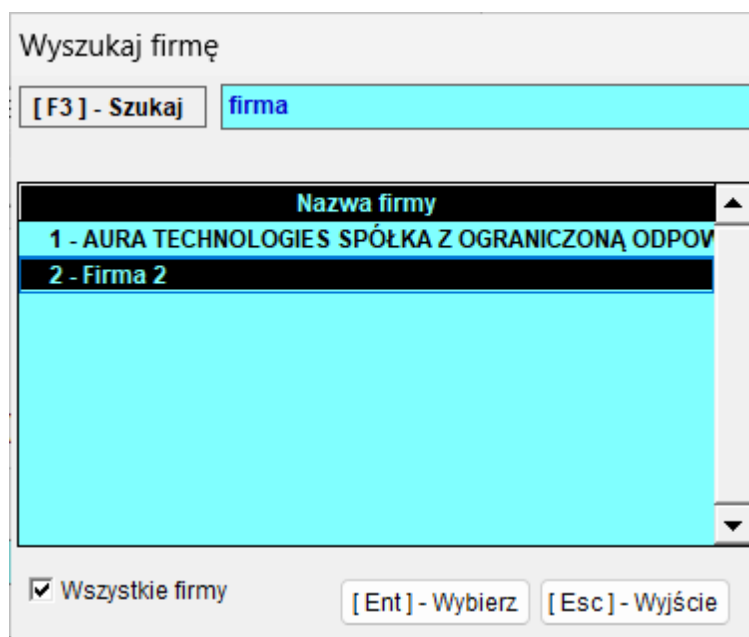 Wyszukaj firmę
[ F3 ] - Szukaj firma
Nazwa firmy
1 - AURA TECHNOLOGIES SPÓŁKA Z OGRANICZONĄ ODPOW
2 - Firma 2
Wszystkie firmy [ Ent ] - Wybierz [ Esc ] - Wyjście